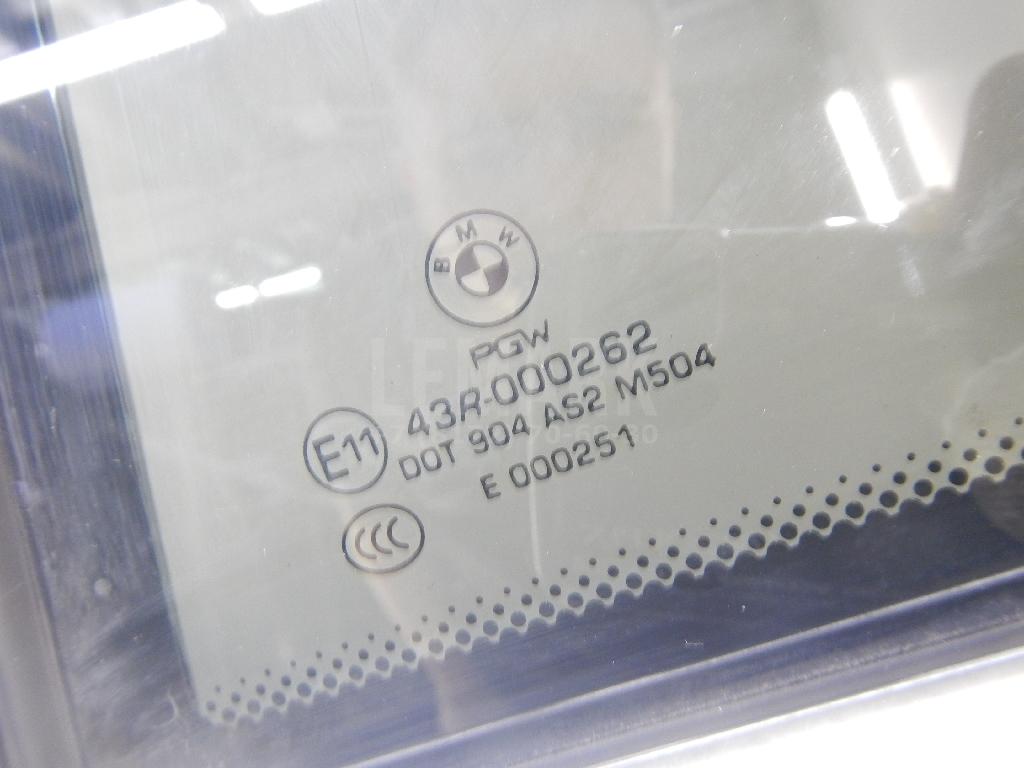 BMW
PGW
E11 43R-000262
DOT 904 AS2 M504
E 000251
CCC